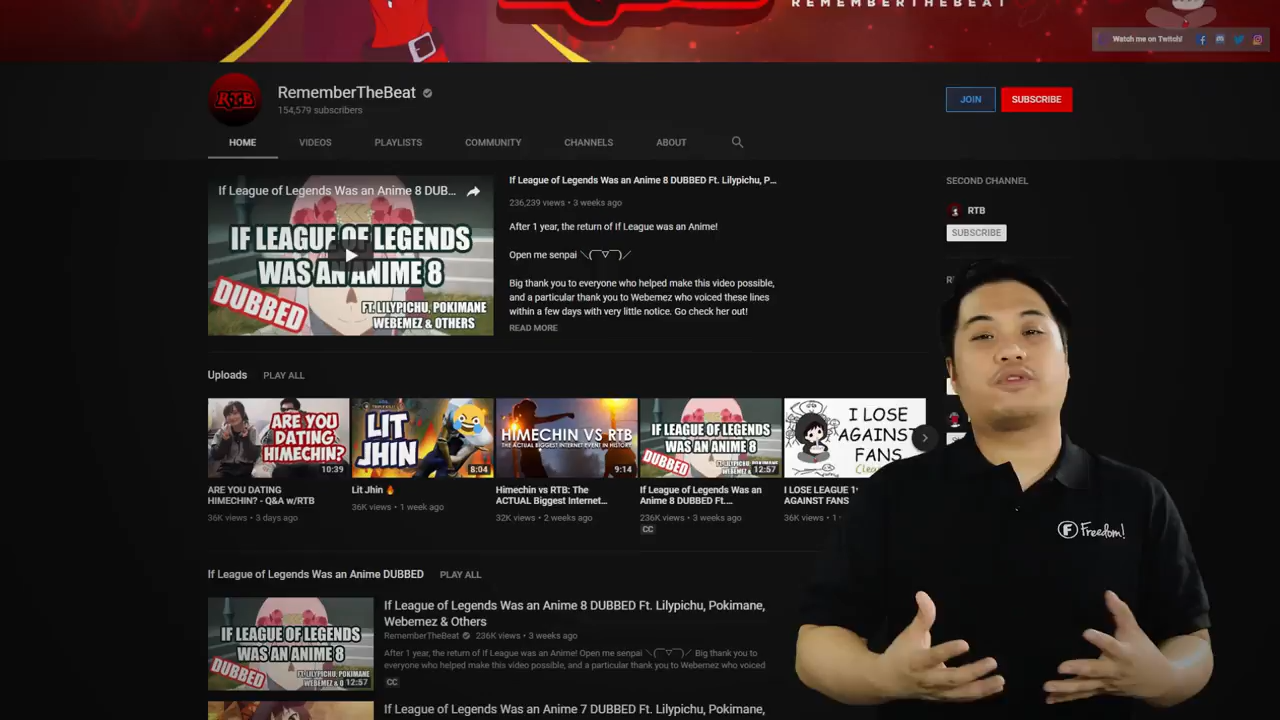 REMEMBERTHEBEAT
Watch me on Twitch!
RTB
RememberTheBeat
154,579 subscribers
JOIN
SUBSCRIBE
HOME
VIDEOS
PLAYLISTS
COMMUNITY
CHANNELS
ABOUT
If League of Legends Was an Anime 8 DUB...
IF LEAGUE OF LEGENDS
WAS AN ANIME 8
DUBBED
FT. LILYPICHU, POKIMANE
WEBEMEZ & OTHERS
If League of Legends Was an Anime 8 DUBBED Ft. Lilypichu, P...
236,239 views • 3 weeks ago
After 1 year, the return of If League was an Anime!
Open me senpai ＼(￣▽￣)／
Big thank you to everyone who helped make this video possible,
and a particular thank you to Webemez who voiced these lines
within a few days with very little notice. Go check her out!
READ MORE
SECOND CHANNEL
RTB
SUBSCRIBE
Uploads
PLAY ALL
ARE YOU
DATING
HIMECHIN?
10:39
ARE YOU DATING
HIMECHIN? - Q&A w/RTB
36K views • 3 days ago
LIT
JHIN
8:04
Lit Jhin 🔥
36K views • 1 week ago
HIMECHIN VS RTB
THE ACTUAL BIGGEST INTERNET EVENT IN HISTORY
9:14
Himechin vs RTB: The
ACTUAL Biggest Internet...
32K views • 2 weeks ago
IF LEAGUE OF LEGENDS
WAS AN ANIME 8
DUBBED
12:57
If League of Legends Was an
Anime 8 DUBBED Ft....
236K views • 3 weeks ago
CC
I LOSE
AGAINST
FANS
I LOSE LEAGUE 1
AGAINST FANS
36K views •
If League of Legends Was an Anime DUBBED
PLAY ALL
IF LEAGUE OF LEGENDS
WAS AN ANIME 8
DUBBED
FT. LILYPICHU, POKIMANE
WEBEMEZ &
12:57
If League of Legends Was an Anime 8 DUBBED Ft. Lilypichu, Pokimane,
Webemez & Others
RememberTheBeat
236K views • 3 weeks ago
After 1 year, the return of If League was an Anime! Open me senpai ＼(￣▽￣)／ Big thank you to
everyone who helped make this video possible, and a particular thank you to Webemez who voiced
CC
If League of Legends Was an Anime 7 DUBBED Ft. Lilypichu, Pokimane,
Freedom!